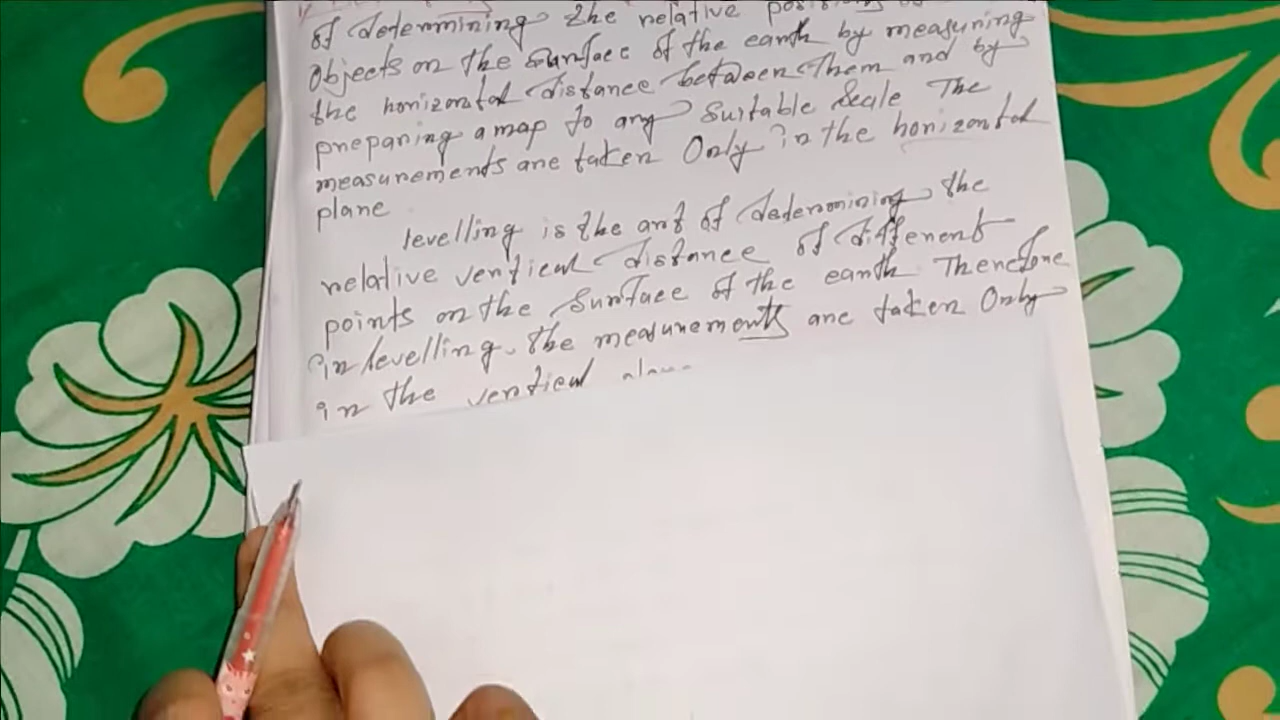 of determining the relative positions of
objects on the surface of the earth by measuring
the horizontal distance between them and by
preparing a map to any suitable scale The
measurements are taken Only in the horizontal
plane
levelling is the art of determining the
relative vertical distance of different
points on the surface of the earth Therefore
in levelling, the measurements are taken Only
in the vertical